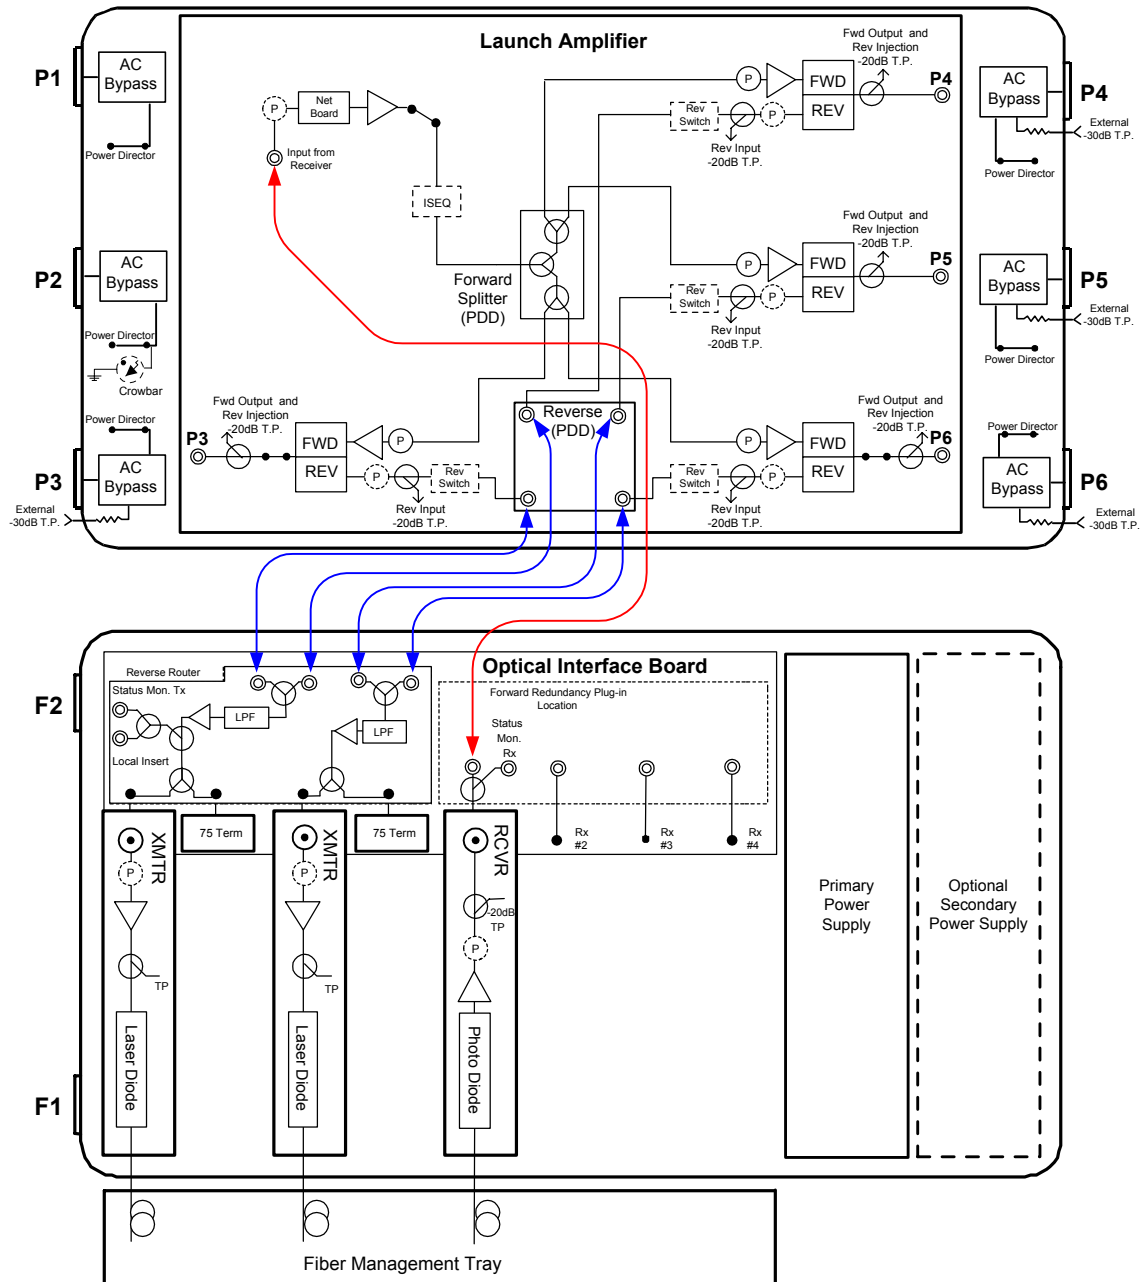 Launch Amplifier
Fwd Output and
Rev Injection
-20dB T.P.
P1
AC
Bypass
Power Director
P
Net
Board
Input from
Receiver
ISEQ
P
FWD
REV
P4
Rev
Switch
P
Rev Input
-20dB T.P.
AC
Bypass
P4
External
-30dB T.P.
Power Director
Fwd Output and
Rev Injection
-20dB T.P.
P2
AC
Bypass
Power Director
Crowbar
Forward
Splitter
(PDD)
P
FWD
REV
P5
Rev
Switch
P
Rev Input
-20dB T.P.
AC
Bypass
P5
External
-30dB T.P.
Power Director
Fwd Output and
Rev Injection
-20dB T.P.
Power Director
P3
AC
Bypass
External
-30dB T.P.
P3
FWD
REV
P
P
Rev
Switch
Rev Input
-20dB T.P.
Reverse
(PDD)
Fwd Output and
Rev Injection
-20dB T.P.
P
FWD
REV
P6
Rev
Switch
P
Rev Input
-20dB T.P.
Power Director
AC
Bypass
P6
External
-30dB T.P.
Optical Interface Board
Reverse Router
Status Mon. Tx
Local Insert
LPF
LPF
F2
Forward Redundancy Plug-in
Location
Status
Mon.
Rx
Rx
#2
Rx
#3
Rx
#4
XMTR
P
TP
Laser Diode
75 Term
XMTR
P
TP
Laser Diode
75 Term
RCVR
-20dB
TP
P
Photo Diode
Primary
Power
Supply
Optional
Secondary
Power Supply
F1
Fiber Management Tray